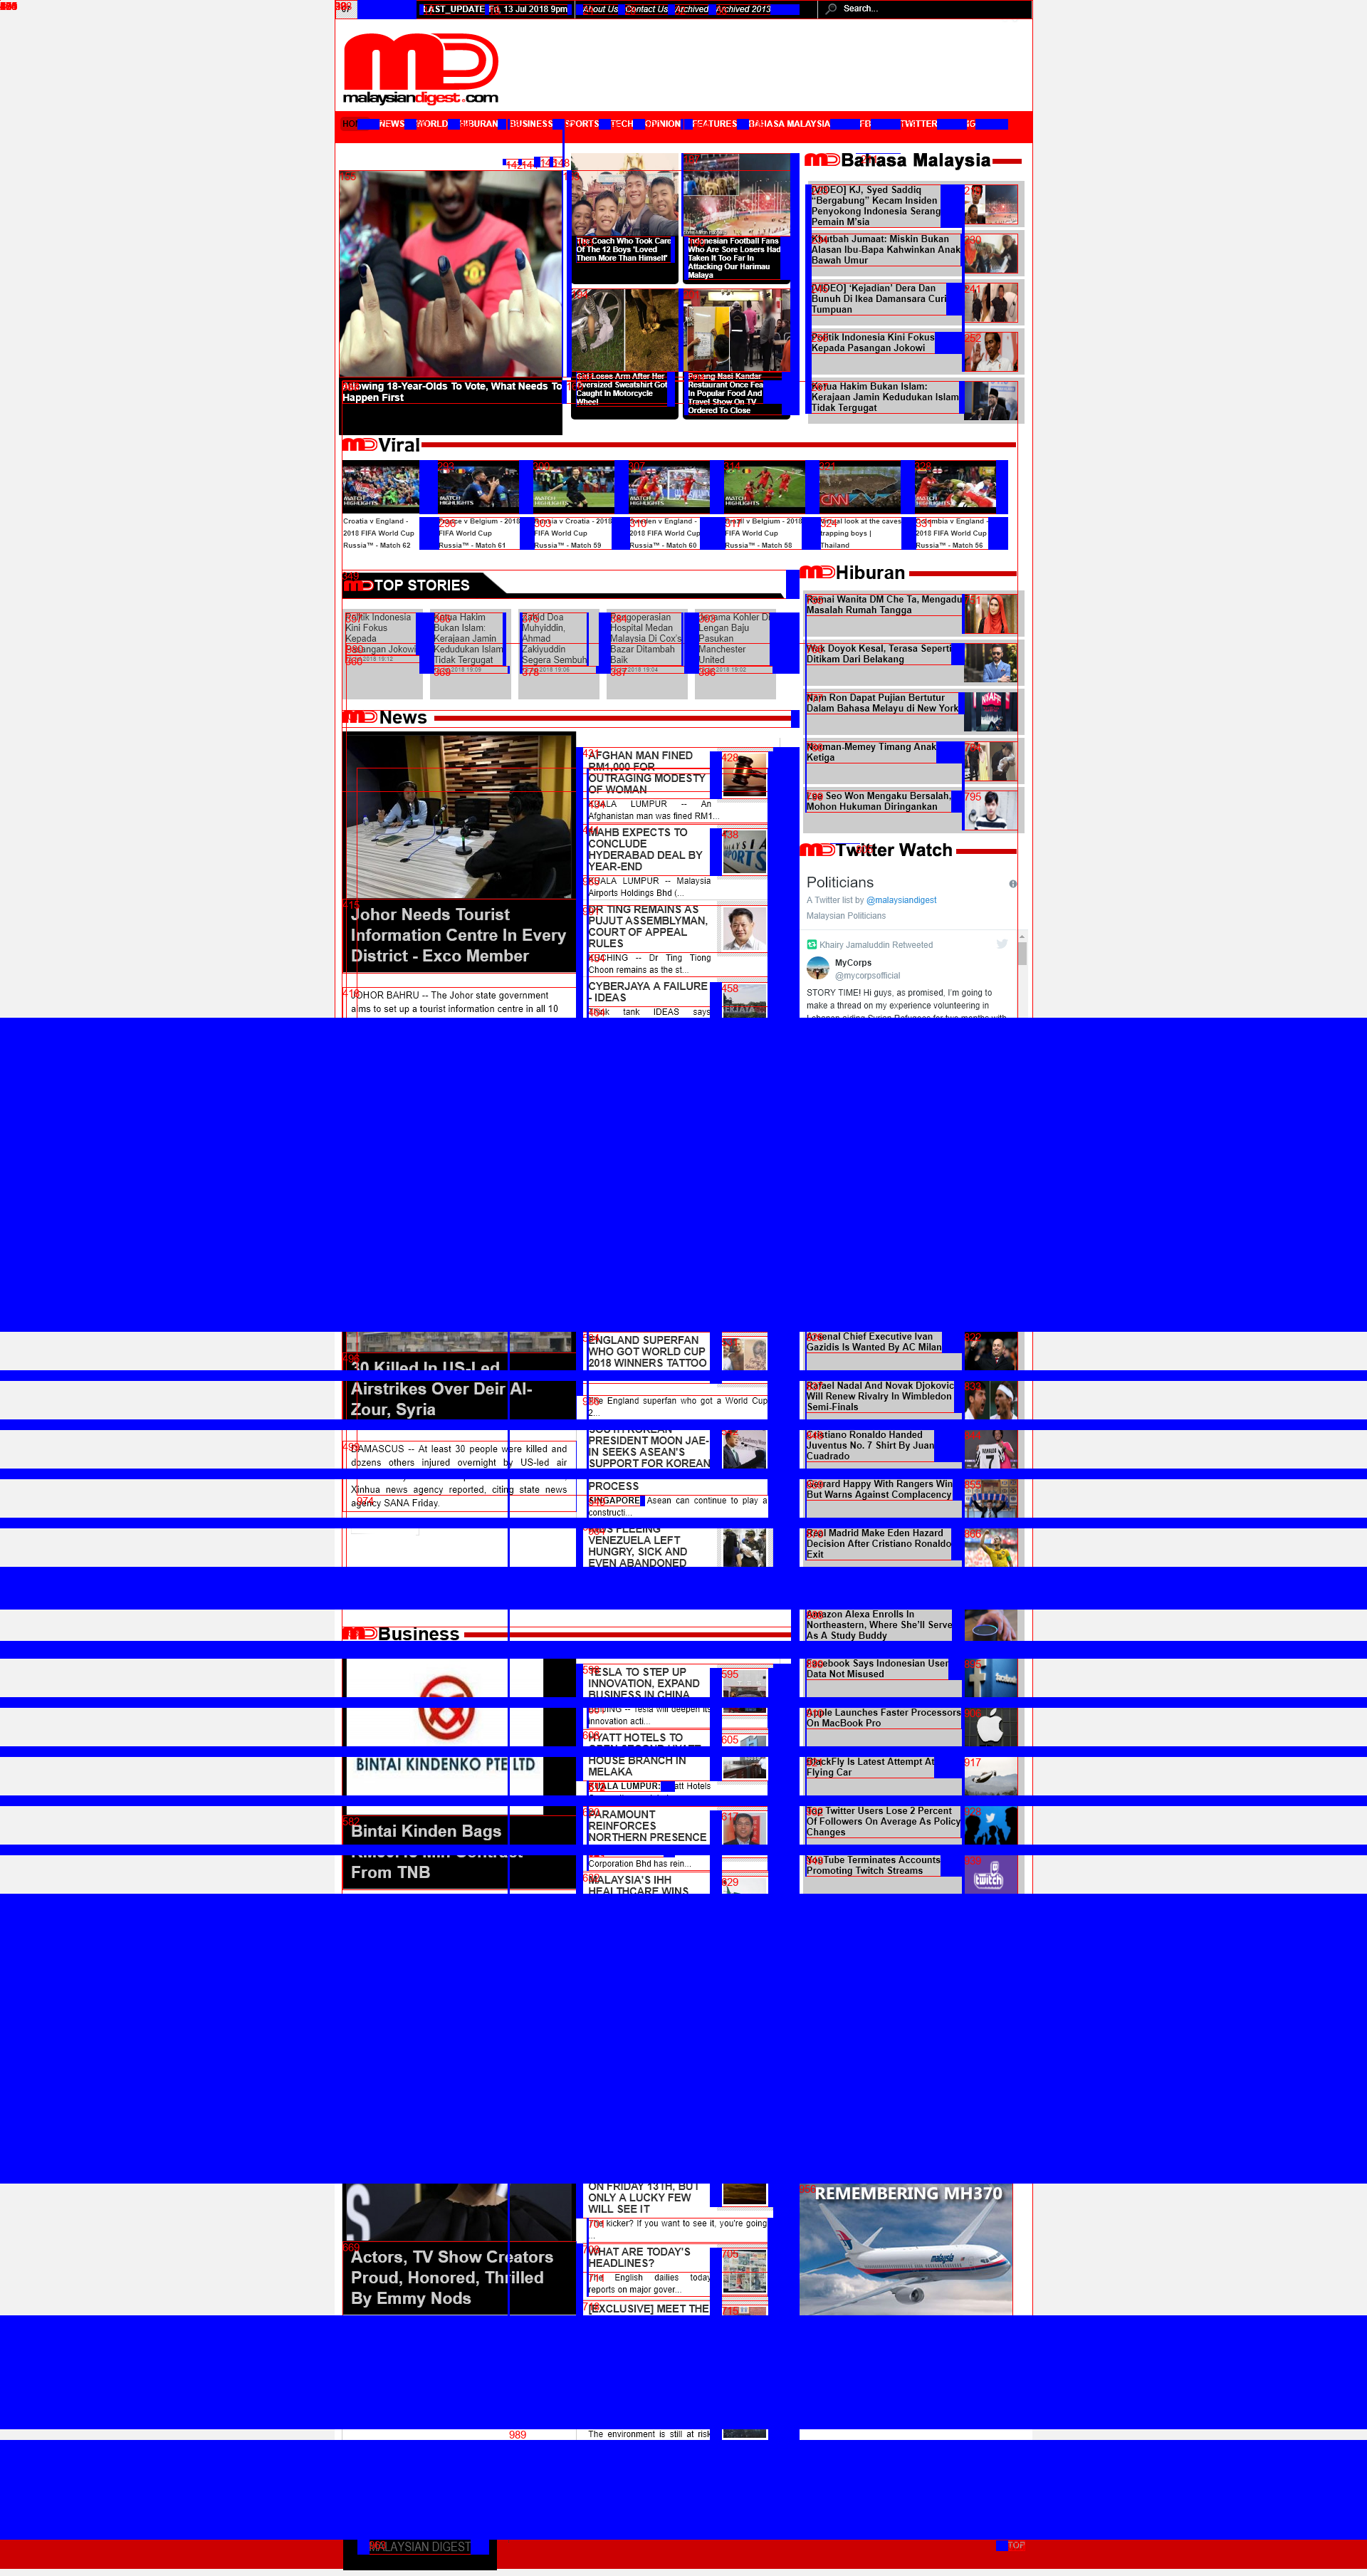 LAST_UPDATE Fri, 13 Jul 2018 9pm
About Us Contact Us Archived Archived 2013
Search...
malaysiandigest.com
NEWS WORLD HIBURAN BUSINESS SPORTS TECH OPINION FEATURES BAHASA MALAYSIA FB TWITTER IG
Allowing 18-Year-Olds To Vote, What Needs To
Happen First
The Coach Who Took Care
Of The 12 Boys 'Loved
Them More Than Himself'
Indonesian Football Fans
Who Are Sore Losers Had
Taken It Too Far In
Attacking Our Harimau
Malaya
Girl Loses Arm After Her
Oversized Sweatshirt Got
Caught In Motorcycle
Wheel
Penang Nasi Kandar
Restaurant Once
In Popular Food And
Travel Show On TV
Ordered To Close
Bahasa Malaysia
[VIDEO] KJ, Syed Saddiq
"Bergabung" Kecam Insiden
Penyokong Indonesia Serang
Pemain M'sia
Khutbah Jumaat: Miskin Bukan
Alasan Ibu-Bapa Kahwinkan Anak
Bawah Umur
[VIDEO] 'Kejadian' Dera Dan
Bunuh Di Ikea Damansara Curi
Tumpuan
Politik Indonesia Kini Fokus
Kepada Pasangan Jokowi
Ketua Hakim Bukan Islam:
Kerajaan Jamin Kedudukan Islam
Tidak Tergugat
Viral
Croatia v England -
2018 FIFA World Cup
Russia™ - Match 62
France v Belgium - 2018
FIFA World Cup
Russia™ - Match 61
Russia v Croatia - 2018
FIFA World Cup
Russia™ - Match 59
Sweden v England -
2018 FIFA World Cup
Russia™ - Match 60
Brazil v Belgium - 2018
FIFA World Cup
Russia™ - Match 58
look at the caves
trapping boys |
Thailand
Colombia v England -
2018 FIFA World Cup
Russia™ - Match 56
TOP STORIES
Politik Indonesia
Kini Fokus
Kepada
Pasangan Jokowi
Ketua Hakim
Bukan Islam:
Kerajaan Jamin
Kedudukan Islam
Tidak Tergugat
Zahid Doa
Muhyiddin,
Ahmad
Zakiyuddin
Segera Sembuh
Pengoperasian
Hospital Medan
Malaysia Di Cox's
Bazar Ditambah
Baik
Jenama Kohler Di
Lengan Baju
Pasukan
Manchester
United
Hiburan
Ramai Wanita DM Che Ta, Mengadu
Masalah Rumah Tangga
Wak Doyok Kesal, Terasa Seperti
Ditikam Dari Belakang
Nam Ron Dapat Pujian Bertutur
Dalam Bahasa Melayu di New York
Norman-Memey Timang Anak
Ketiga
Lee Seo Won Mengaku Bersalah,
Mohon Hukuman Diringankan
News
Johor Needs Tourist
Information Centre In Every
District - Exco Member
JOHOR BAHRU -- The Johor state government
aims to set up a tourist information centre in all 10
AFGHAN MAN FINED
RM1,000 FOR
OUTRAGING MODESTY
OF WOMAN
KUALA LUMPUR -- An
Afghanistan man was fined RM1...
MAHB EXPECTS TO
CONCLUDE
HYDERABAD DEAL BY
YEAR-END
KUALA LUMPUR -- Malaysia
Airports Holdings Bhd (...
DR TING REMAINS AS
PUJUT ASSEMBLYMAN,
COURT OF APPEAL
RULES
KUCHING -- Dr Ting Tiong
Choon remains as the st...
CYBERJAYA A FAILURE
- IDEAS
Think tank IDEAS says
Twitter Watch
Politicians
A Twitter list by @malaysiandigest
Malaysian Politicians
Khairy Jamaluddin Retweeted
MyCorps
@mycorpsofficial
STORY TIME! Hi guys, as promised, I'm going to
make a thread on my experience volunteering in
Lebanon aiding Syrian Refugees for two months with
30 Killed In US-Led
Airstrikes Over Deir Al-
Zour, Syria
DAMASCUS -- At least 30 people were killed and
dozens others injured overnight by US-led air
Xinhua news agency reported, citing state news
agency SANA Friday.
ENGLAND SUPERFAN
WHO GOT WORLD CUP
2018 WINNERS TATTOO
The England superfan who got a World Cup
2...
SOUTH KOREAN
PRESIDENT MOON JAE-
IN SEEKS ASEAN'S
SUPPORT FOR KOREAN
PROCESS
SINGAPORE: Asean can continue to play a
constructi...
KIDS FLEEING
VENEZUELA LEFT
HUNGRY, SICK AND
EVEN ABANDONED
Arsenal Chief Executive Ivan
Gazidis Is Wanted By AC Milan
Rafael Nadal And Novak Djokovic
Will Renew Rivalry In Wimbledon
Semi-Finals
Cristiano Ronaldo Handed
Juventus No. 7 Shirt By Juan
Cuadrado
Gerrard Happy With Rangers Win
But Warns Against Complacency
Real Madrid Make Eden Hazard
Decision After Cristiano Ronaldo
Exit
Amazon Alexa Enrolls In
Northeastern, Where She'll Serve
As A Study Buddy
Facebook Says Indonesian User
Data Not Misused
Apple Launches Faster Processors
On MacBook Pro
BlackFly Is Latest Attempt At
Flying Car
Top Twitter Users Lose 2 Percent
Of Followers On Average As Policy
Changes
YouTube Terminates Accounts
Promoting Twitch Streams
Business
BINTAI KINDENKO PTE LTD
Bintai Kinden Bags
From TNB
TESLA TO STEP UP
INNOVATION, EXPAND
BUSINESS IN CHINA
BEIJING -- Tesla will deepen its
innovation acti...
HYATT HOTELS TO
HOUSE BRANCH IN
MELAKA
KUALA LUMPUR: Hyatt Hotels
PARAMOUNT
REINFORCES
NORTHERN PRESENCE
Corporation Bhd has rein...
MALAYSIA'S IHH
HEALTHCARE WINS
Actors, TV Show Creators
Proud, Honored, Thrilled
By Emmy Nods
ON FRIDAY 13TH, BUT
ONLY A LUCKY FEW
WILL SEE IT
The kicker? If you want to see it, you're going
...
WHAT ARE TODAY'S
HEADLINES?
The English dailies today
reports on major gover...
[EXCLUSIVE] MEET THE
REMEMBERING MH370
malaysia
The environment is still at risk
MALAYSIAN DIGEST
TOP